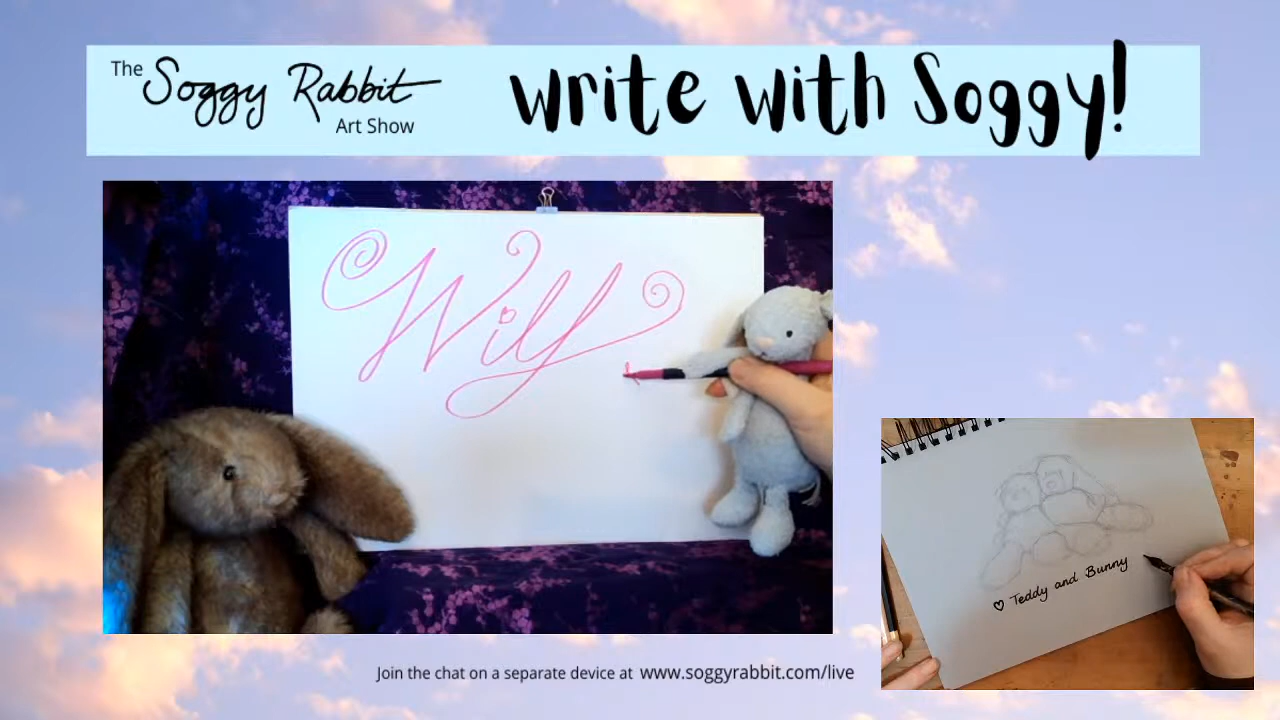 The Soggy Rabbit
Art Show
write with Soggy!
Wilf
♡ Teddy and Bunny
Join the chat on a separate device at www.soggyrabbit.com/live